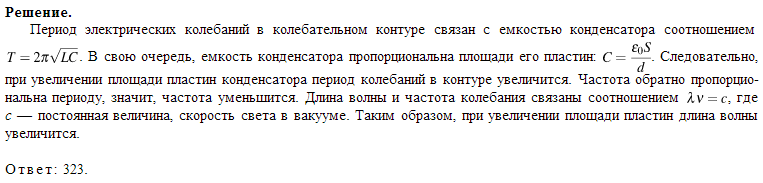 Решение.
Период электрических колебаний в колебательном контуре связан с емкостью конденсатора соотношением
T = 2π√LC. В свою очередь, емкость конденсатора пропорциональна площади его пластин: C = ε₀S/d. Следовательно,
при увеличении площади пластин конденсатора период колебаний в контуре увеличится. Частота обратно пропорцио-
нальна периоду, значит, частота уменьшится. Длина волны и частота колебания связаны соотношением λν = c, где
c — постоянная величина, скорость света в вакууме. Таким образом, при увеличении площади пластин длина волны
увеличится.
Ответ: 323.